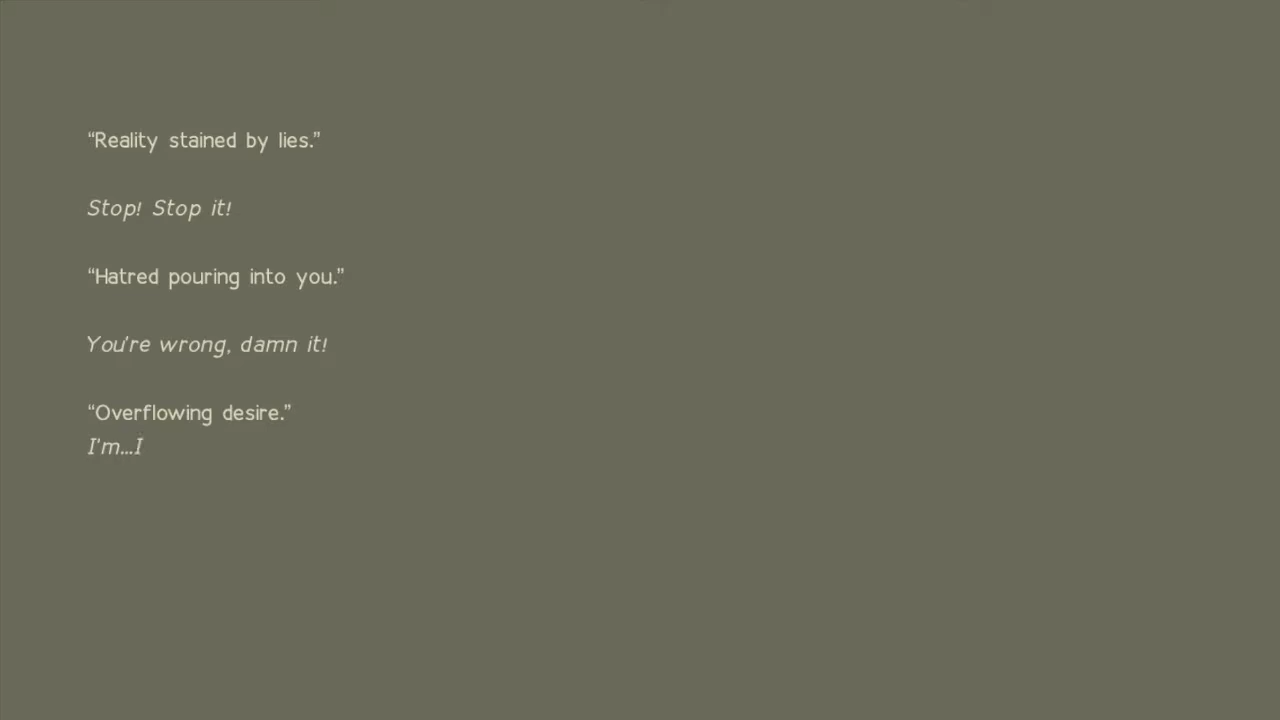 “Reality stained by lies.”
Stop! Stop it!
“Hatred pouring into you.”
You're wrong, damn it!
“Overflowing desire.”
I'm...I